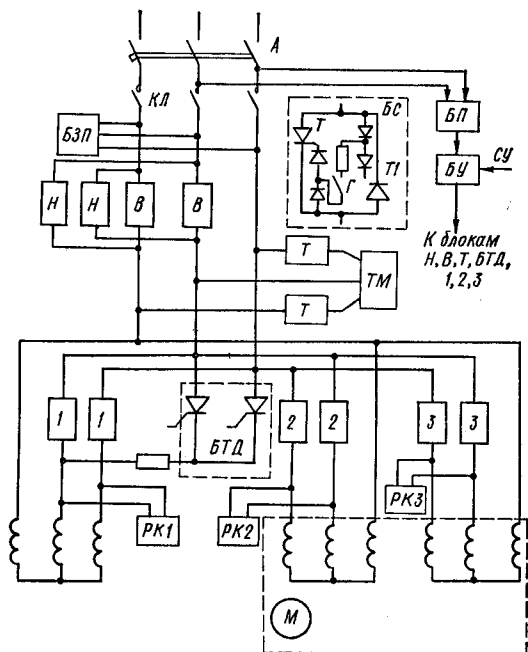 А
КЛ
БС
БЗП
Т
БП
Г
Т1
СУ
БУ
Н
Н
В
В
К блокам
Н, В, Т, БТД,
1, 2, 3
Т
ТМ
Т
1
1
2
2
3
3
БТД
РК1
РК2
РК3
М